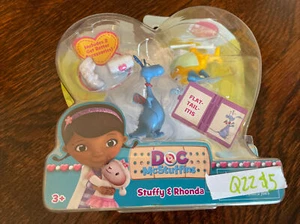 FLAT-
TAIL-
ITIS
DOC
McStuffins
3+
Stuffy & Rhonda
Q22 $5